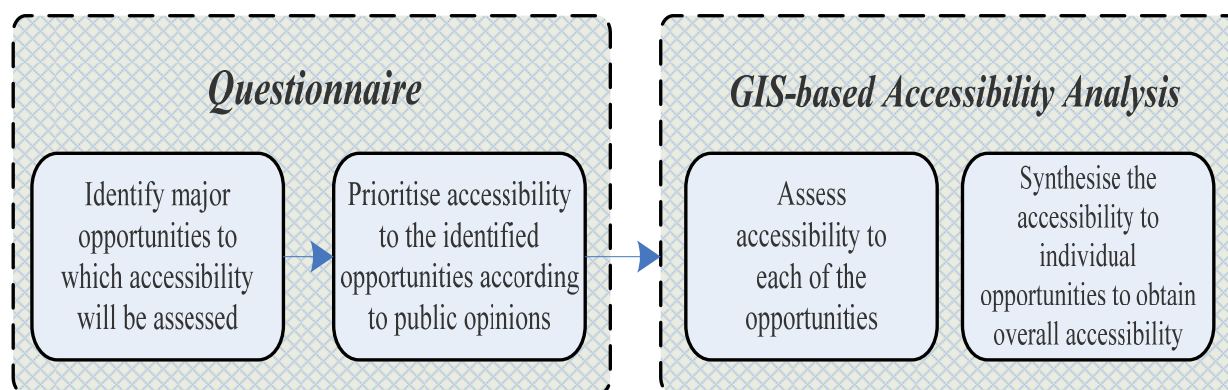 Questionnaire
Identify major
opportunities to
which accessibility
will be assessed
Prioritise accessibility
to the identified
opportunities according
to public opinions
GIS-based Accessibility Analysis
Assess
accessibility to
each of the
opportunities
Synthesise the
accessibility to
individual
opportunities to obtain
overall accessibility